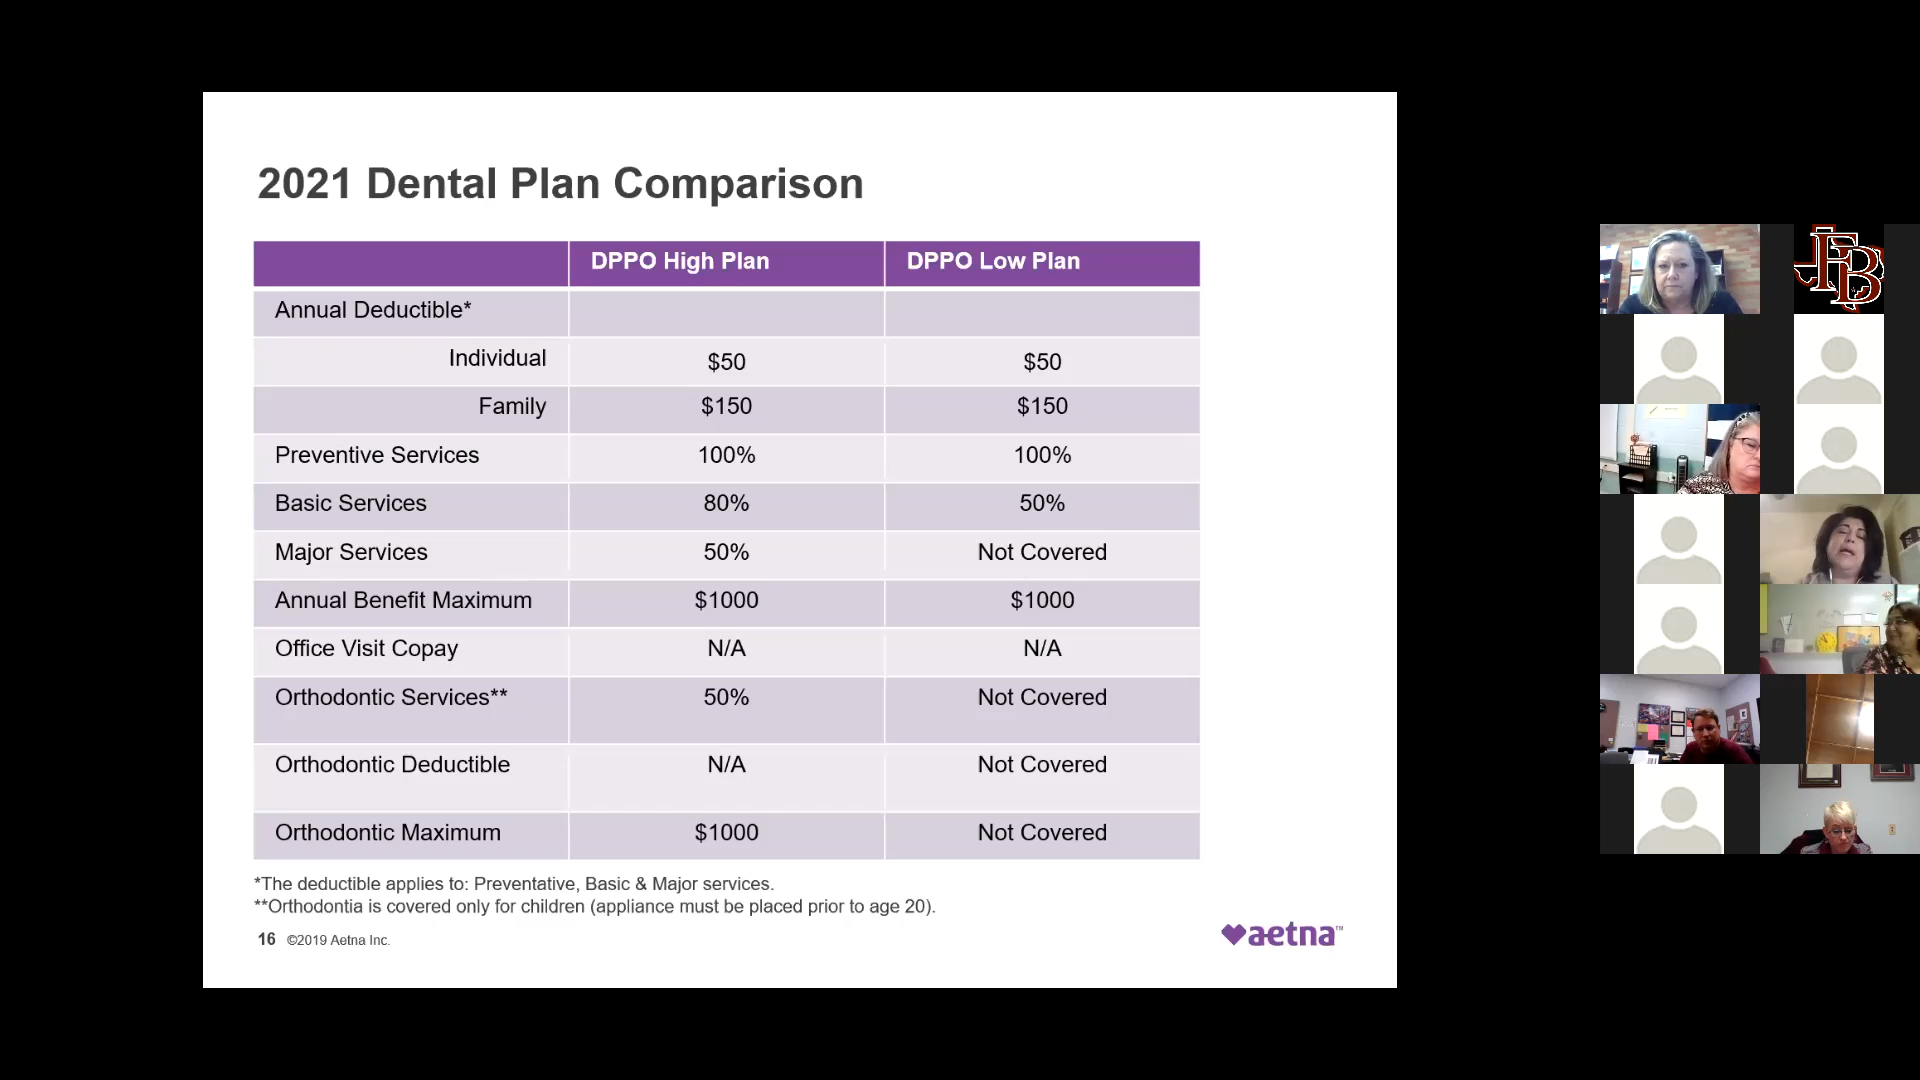 2021 Dental Plan Comparison
DPPO High Plan DPPO Low Plan
Annual Deductible*
Individual $50 $50
Family $150 $150
Preventive Services 100% 100%
Basic Services 80% 50%
Major Services 50% Not Covered
Annual Benefit Maximum $1000 $1000
Office Visit Copay N/A N/A
Orthodontic Services** 50% Not Covered
Orthodontic Deductible N/A Not Covered
Orthodontic Maximum $1000 Not Covered
*The deductible applies to: Preventative, Basic & Major services.
**Orthodontia is covered only for children (appliance must be placed prior to age 20).
16 ©2019 Aetna Inc.
aetna™
FB